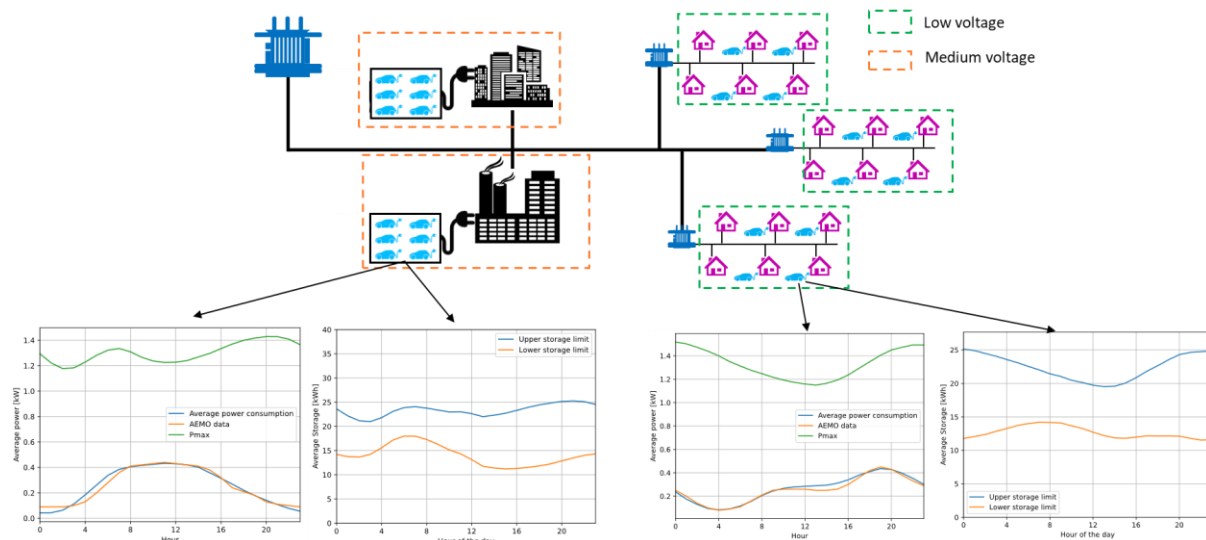 Low voltage
Medium voltage
Average power [kW]
1.4
1.2
1.0
0.8
0.6
0.4
0.2
0.0
Average power consumption
AEMO data
Pmax
0 4 8 12 16 20
Hour
Average Storage [kWh]
40
35
30
25
20
15
10
5
0
Upper storage limit
Lower storage limit
0 4 8 12 16 20
Hour of the day
Average power [kW]
1.4
1.2
1.0
0.8
0.6
0.4
0.2
Average power consumption
AEMO data
Pmax
0 4 8 12 16 20
Hour
Average Storage [kWh]
25
20
15
10
5
0
Upper storage limit
Lower storage limit
0 4 8 12 16 20
Hour of the day